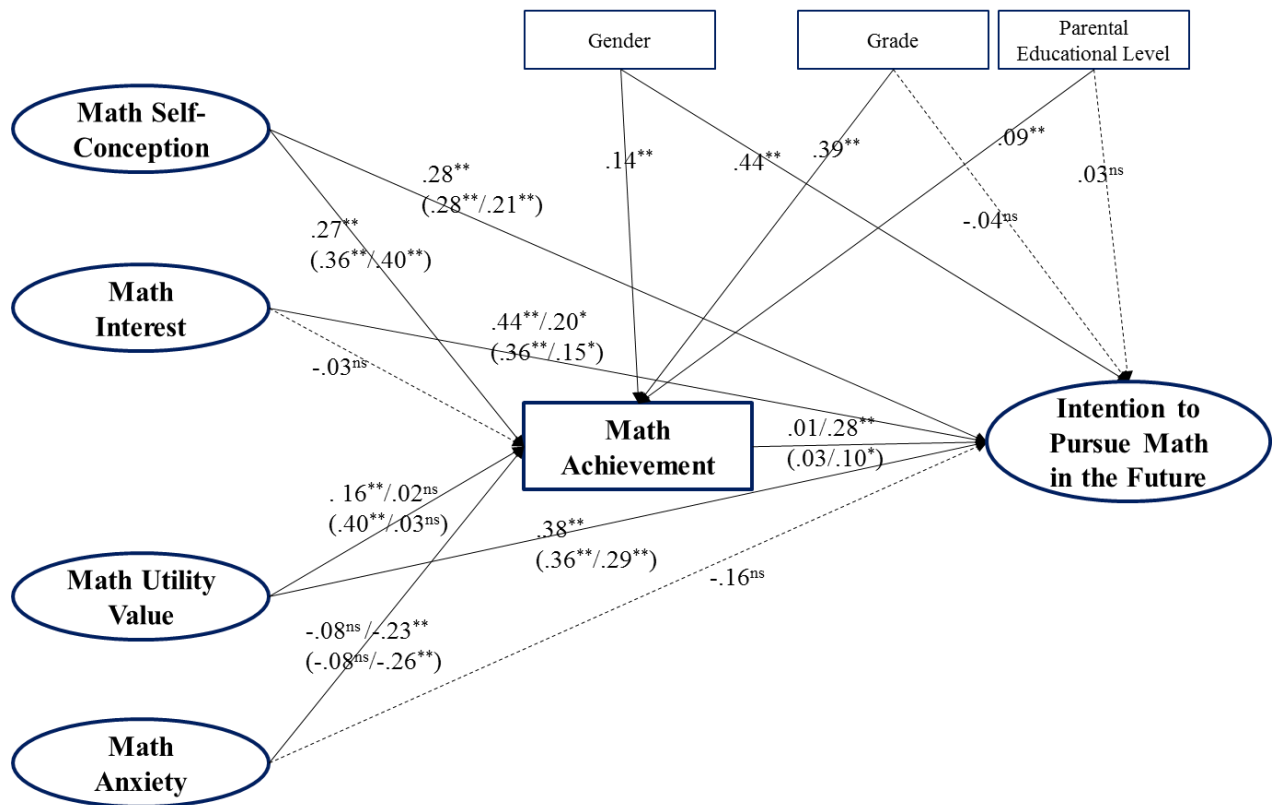 Gender
Grade
Parental
Educational Level
Math Self-
Conception
.14**
.39**
.09**
.44**
.03ns
.28**
(.28**/.21**)
-.04ns
.27**
(.36**/.40**)
Math
Interest
.44**/.20*
(.36**/.15*)
-.03ns
Math
Achievement
.01/.28**
(.03/.10*)
Intention to
Pursue Math
in the Future
. 16**/.02ns
(.40**/.03ns)
.38**
(.36**/.29**)
-.16ns
Math Utility
Value
-.08ns/-.23**
(-.08ns/-.26**)
Math
Anxiety